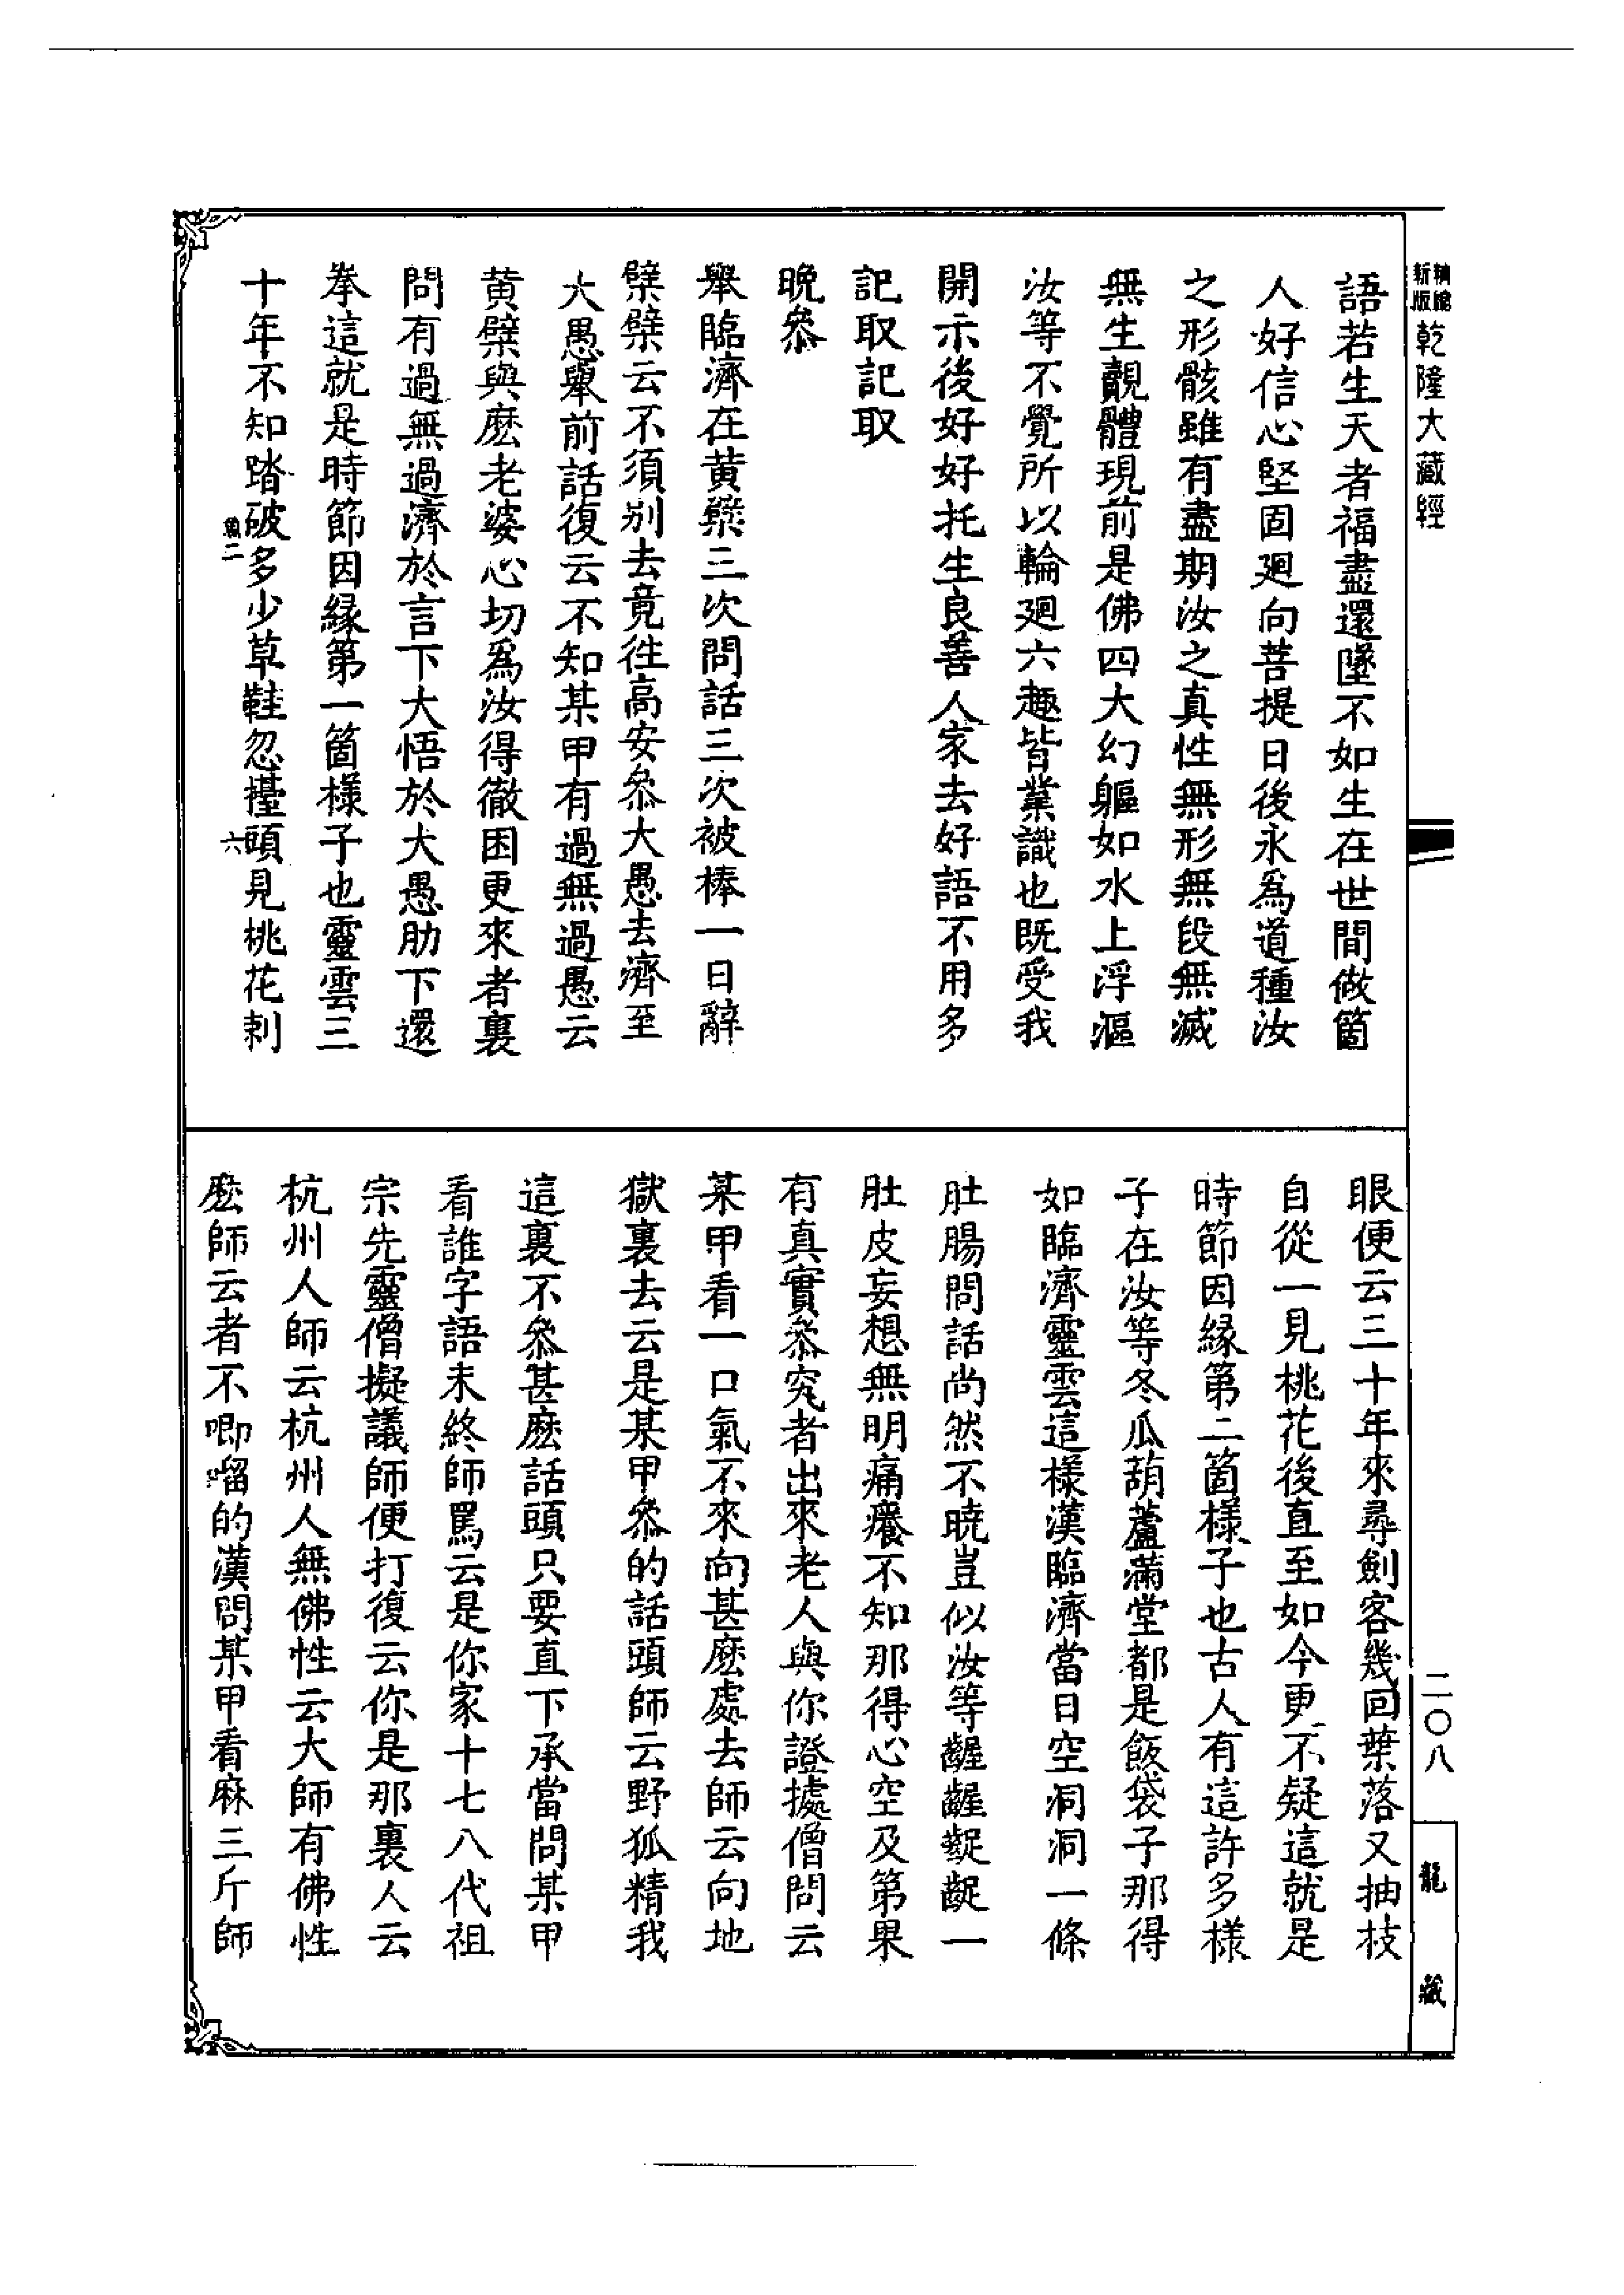 精繪新版乾隆大藏經
語若生天者福盡還墜不如生在世間做箇
人好信心堅固廻向菩提日後永爲道種汝
之形骸雖有盡期汝之真性無形無段無滅
無生覿體現前是佛四大幻軀如水上浮漚
汝等不覺所以輪廻六趣皆業識也既受我
開示後好好托生良善人家去好語不用多
記取記取
晚叅
舉臨濟在黃檗三次問話三次被棒一日辭
檗檗云不須別去竟往高安叅大愚去濟至
大愚舉前話復云不知某甲有過無過愚云
黃檗與麽老婆心切爲汝得徹困更來者裏
問有過無過濟於言下大悟於大愚肋下還
拳這就是時節因緣第一箇樣子也靈雲三
十年不知踏破多少草鞋忽擡頭見桃花刺
魚二
六
眼便云三十年來尋劍客幾回葉落又抽枝
自從一見桃花後直至如今更不疑這就是
時節因緣第二箇樣子也古人有這許多樣
子在汝等冬瓜葫蘆滿堂都是飯袋子那得
如臨濟靈雲這樣漢臨濟當日空洞洞一條
肚腸問話尚然不曉豈似汝等齷齷齪齪一
肚皮妄想無明痛癢不知那得心空及第果
有真實叅究者出來老人與你證據僧問云
某甲看一口氣不來向甚麽處去師云向地
獄裏去云是某甲叅的話頭師云野狐精我
這裏不叅甚麽話頭只要直下承當問某甲
看誰字語未終師罵云是你家十七八代祖
宗先靈僧擬議師便打復云你是那裏人云
杭州人師云杭州人無佛性云大師有佛性
麽師云者不唧𠺕的漢問某甲看麻三斤師
二〇八
龍藏